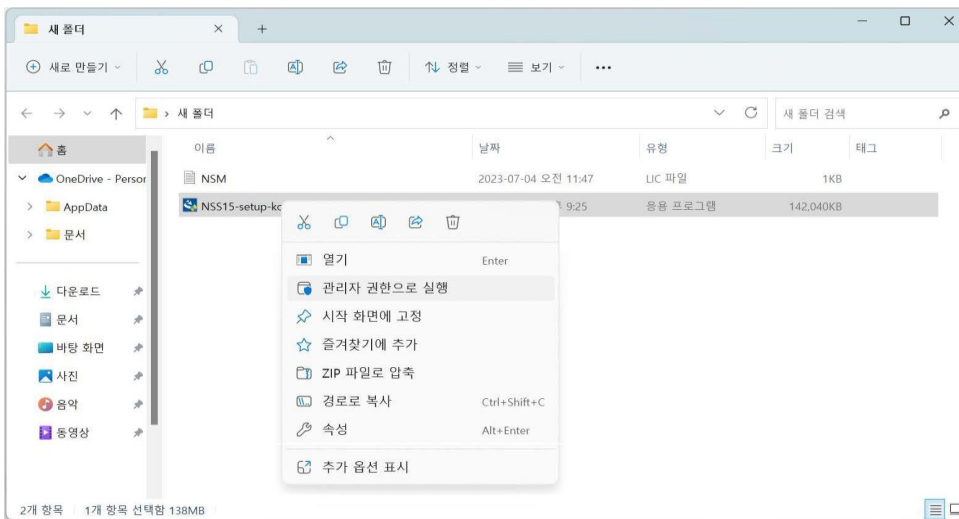 새 폴더
새로 만들기
정렬
보기
새 폴더
새 폴더 검색
홈
이름
날짜
유형
크기
태그
OneDrive - Person
NSM
2023-07-04 오전 11:47
LIC 파일
1KB
AppData
NSS15-setup-ko
9:25
응용 프로그램
142,040KB
문서
열기
Enter
다운로드
관리자 권한으로 실행
문서
시작 화면에 고정
바탕 화면
즐겨찾기에 추가
사진
ZIP 파일로 압축
음악
경로로 복사
Ctrl+Shift+C
동영상
속성
Alt+Enter
추가 옵션 표시
2개 항목
1개 항목 선택함 138MB